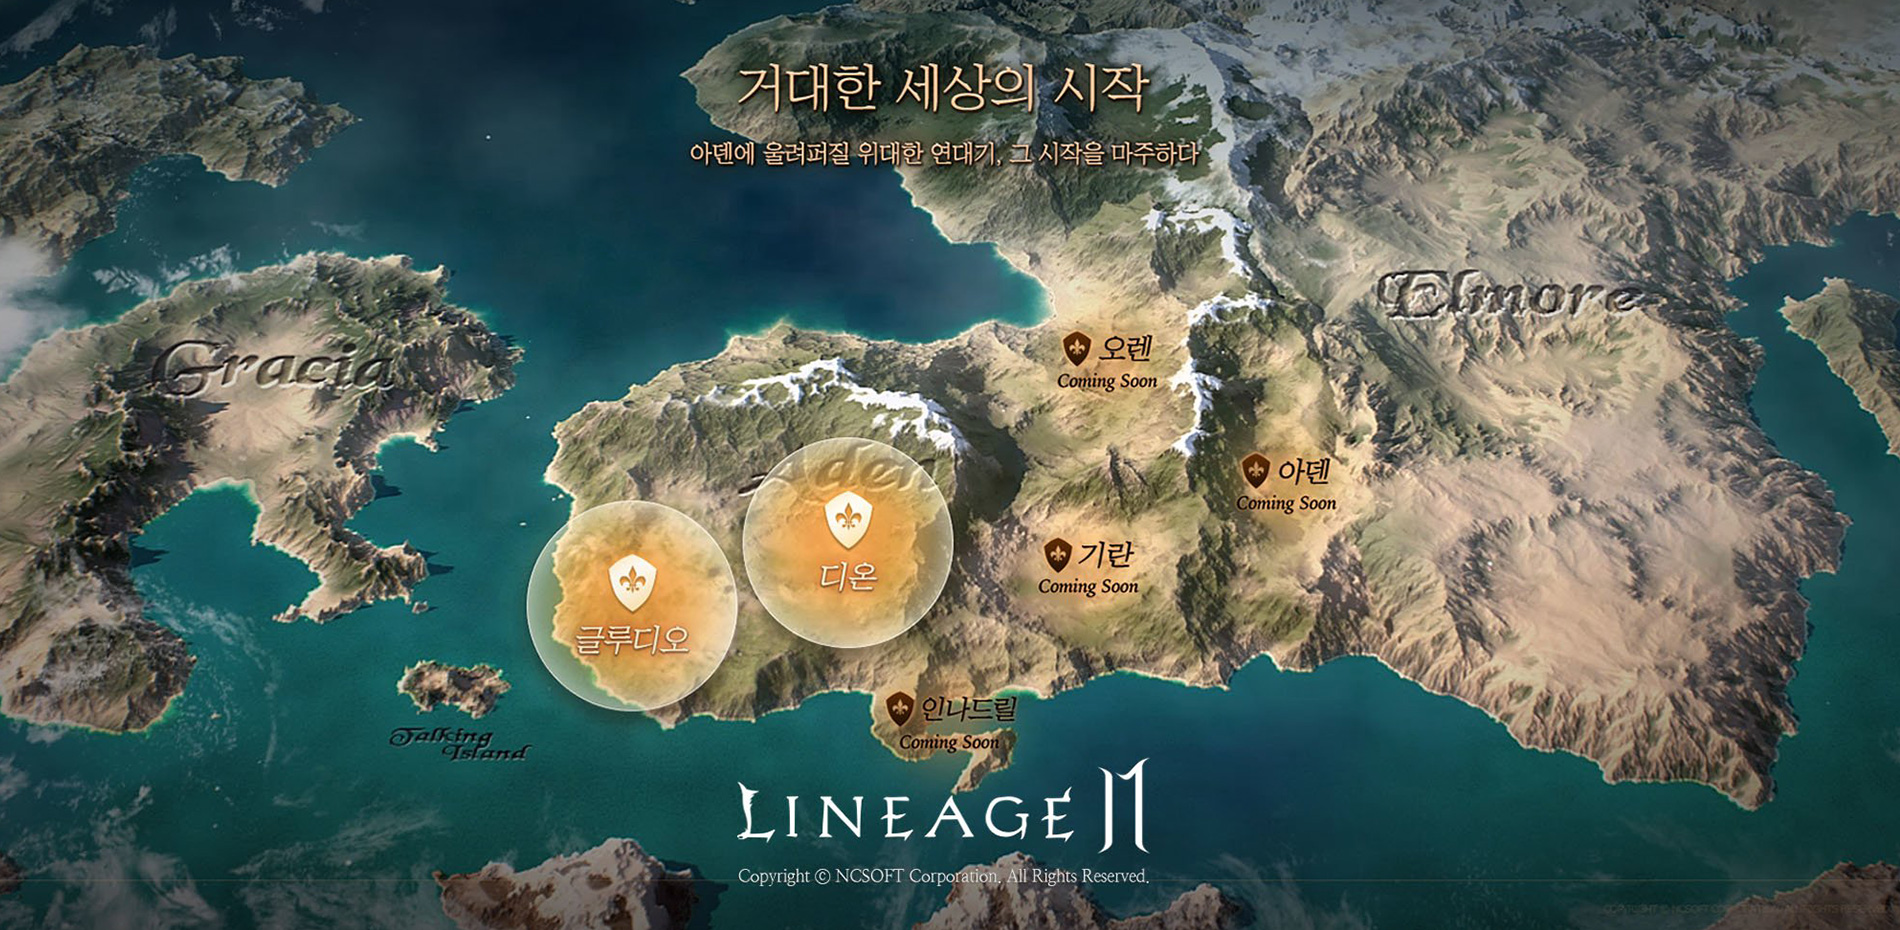 거대한 세상의 시작
아덴에 울려퍼질 위대한 연대기, 그 시작을 마주하다
Elmore
Gracia
오렌
Coming Soon
Aden
아덴
Coming Soon
디온
기란
Coming Soon
글루디오
인나드릴
Coming Soon
Talking
Island
LINEAGE II
Copyright © NCSOFT Corporation. All Rights Reserved.